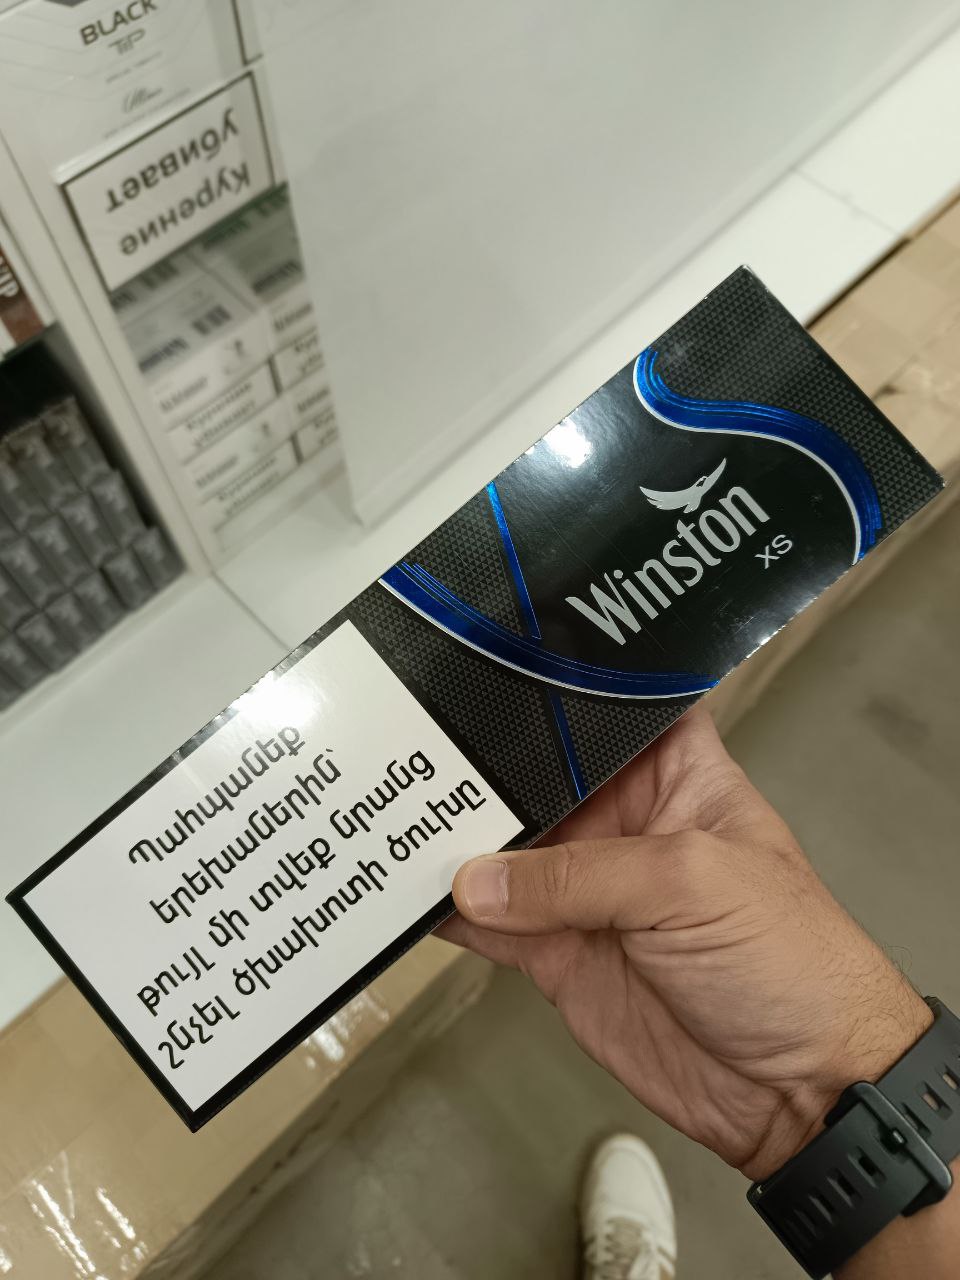 BLACK
TIP
Курение
убивает
Winston
XS
Պահպանեք
երեխաներին՝
թույլ մի տվեք նրանց
շնչել ծխախոտի ծուխը